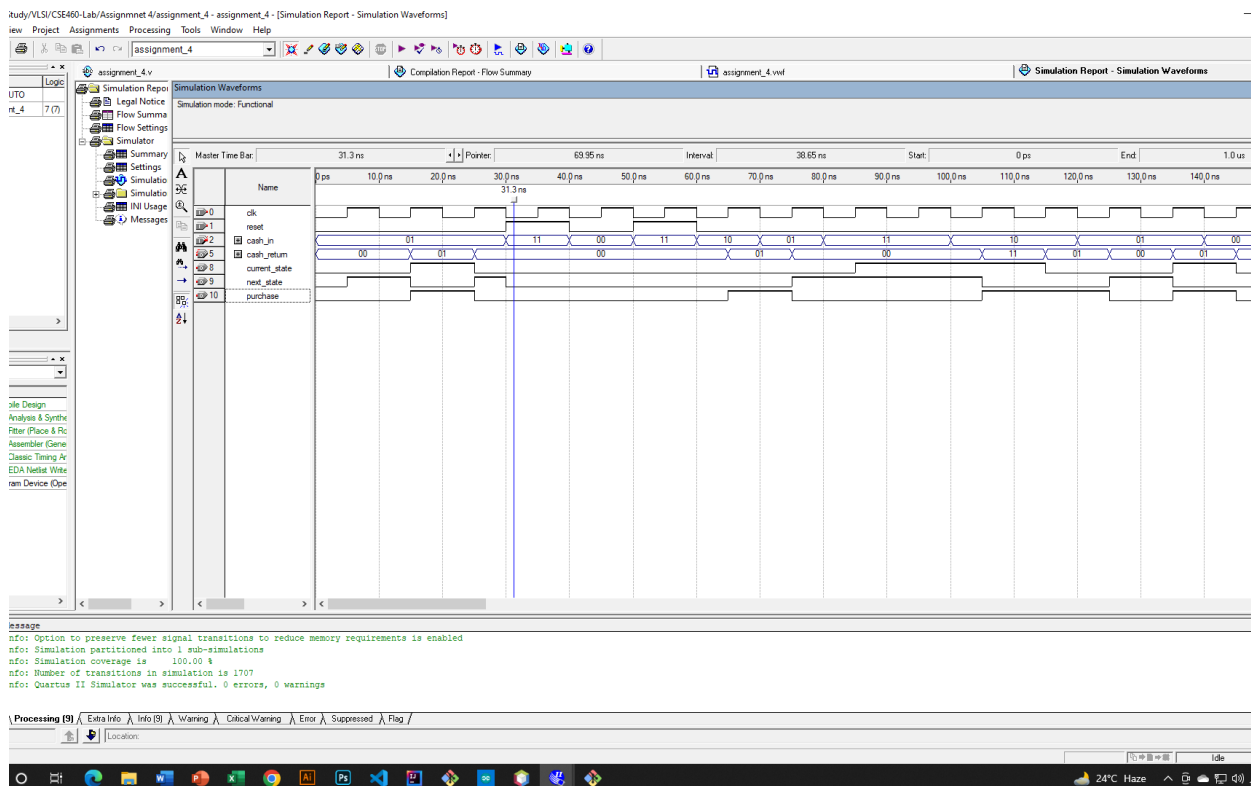 Study/VLSI/CSE460-Lab/Assignmnet 4/assignment_4 - assignment_4 - [Simulation Report - Simulation Waveforms]
iew Project Assignments Processing Tools Window Help
assignment_4
assignment_4.v
Compilation Report - Flow Summary
assignment_4.vwf
Simulation Report - Simulation Waveforms
Logic
UTO
nt_4 7 (7)
Simulation Repor
Legal Notice
Flow Summa
Flow Settings
Simulator
Summary
Settings
Simulatio
Simulatio
INI Usage
Messages
Simulation Waveforms
Simulation mode: Functional
Master Time Bar: 31.3 ns Pointer: 69.95 ns Interval: 38.65 ns Start: 0 ps End: 1.0 us
Name
0 ps 10.0 ns 20.0 ns 30.0 ns 40.0 ns 50.0 ns 60.0 ns 70.0 ns 80.0 ns 90.0 ns 100.0 ns 110.0 ns 120.0 ns 130.0 ns 140.0 ns
31.3 ns
0 clk
1 reset
2 cash_in 01 11 00 11 10 01 11 10 01 00
5 cash_return 00 01 00 01 00 11 01 00 01
8 current_state
9 next_state
10 purchase
pile Design
Analysis & Synthe
Fitter (Place & Ro
Assembler (Gene
Classic Timing An
EDA Netlist Write
ram Device (Ope
Message
nfo: Option to preserve fewer signal transitions to reduce memory requirements is enabled
nfo: Simulation partitioned into 1 sub-simulations
nfo: Simulation coverage is 100.00 %
nfo: Number of transitions in simulation is 1707
nfo: Quartus II Simulator was successful. 0 errors, 0 warnings
Processing (9) Extra Info Info (9) Warning Critical Warning Error Suppressed Flag
Location:
Idle
24°C Haze